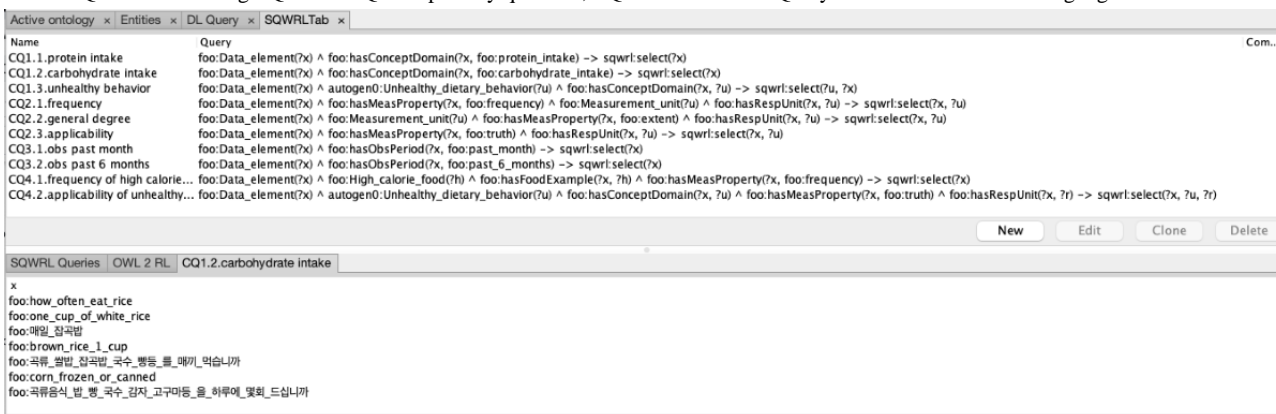 Active ontology × Entities × DL Query × SQWRLTab ×
Name Query Com...
CQ1.1.protein intake foo:Data_element(?x) ^ foo:hasConceptDomain(?x, foo:protein_intake) -> sqwrl:select(?x)
CQ1.2.carbohydrate intake foo:Data_element(?x) ^ foo:hasConceptDomain(?x, foo:carbohydrate_intake) -> sqwrl:select(?x)
CQ1.3.unhealthy behavior foo:Data_element(?x) ^ autogen0:Unhealthy_dietary_behavior(?u) ^ foo:hasConceptDomain(?x, ?u) -> sqwrl:select(?u, ?x)
CQ2.1.frequency foo:Data_element(?x) ^ foo:hasMeasProperty(?x, foo:frequency) ^ foo:Measurement_unit(?u) ^ foo:hasRespUnit(?x, ?u) -> sqwrl:select(?x, ?u)
CQ2.2.general degree foo:Data_element(?x) ^ foo:Measurement_unit(?u) ^ foo:hasMeasProperty(?x, foo:extent) ^ foo:hasRespUnit(?x, ?u) -> sqwrl:select(?x, ?u)
CQ2.3.applicability foo:Data_element(?x) ^ foo:hasMeasProperty(?x, foo:truth) ^ foo:hasRespUnit(?x, ?u) -> sqwrl:select(?x, ?u)
CQ3.1.obs past month foo:Data_element(?x) ^ foo:hasObsPeriod(?x, foo:past_month) -> sqwrl:select(?x)
CQ3.2.obs past 6 months foo:Data_element(?x) ^ foo:hasObsPeriod(?x, foo:past_6_months) -> sqwrl:select(?x)
CQ4.1.frequency of high calorie... foo:Data_element(?x) ^ foo:High_calorie_food(?h) ^ foo:hasFoodExample(?x, ?h) ^ foo:hasMeasProperty(?x, foo:frequency) -> sqwrl:select(?x)
CQ4.2.applicability of unhealthy... foo:Data_element(?x) ^ autogen0:Unhealthy_dietary_behavior(?u) ^ foo:hasConceptDomain(?x, ?u) ^ foo:hasMeasProperty(?x, foo:truth) ^ foo:hasRespUnit(?x, ?r) -> sqwrl:select(?x, ?u, ?r)
New Edit Clone Delete
SQWRL Queries OWL 2 RL CQ1.2.carbohydrate intake
x
foo:how_often_eat_rice
foo:one_cup_of_white_rice
foo:매일_잡곡밥
foo:brown_rice_1_cup
foo:곡류_쌀밥_잡곡밥_국수_빵등_를_매끼_먹습니까
foo:corn_frozen_or_canned
foo:곡류음식_밥_빵_국수_감자_고구마등_을_하루에_몇회_드십니까